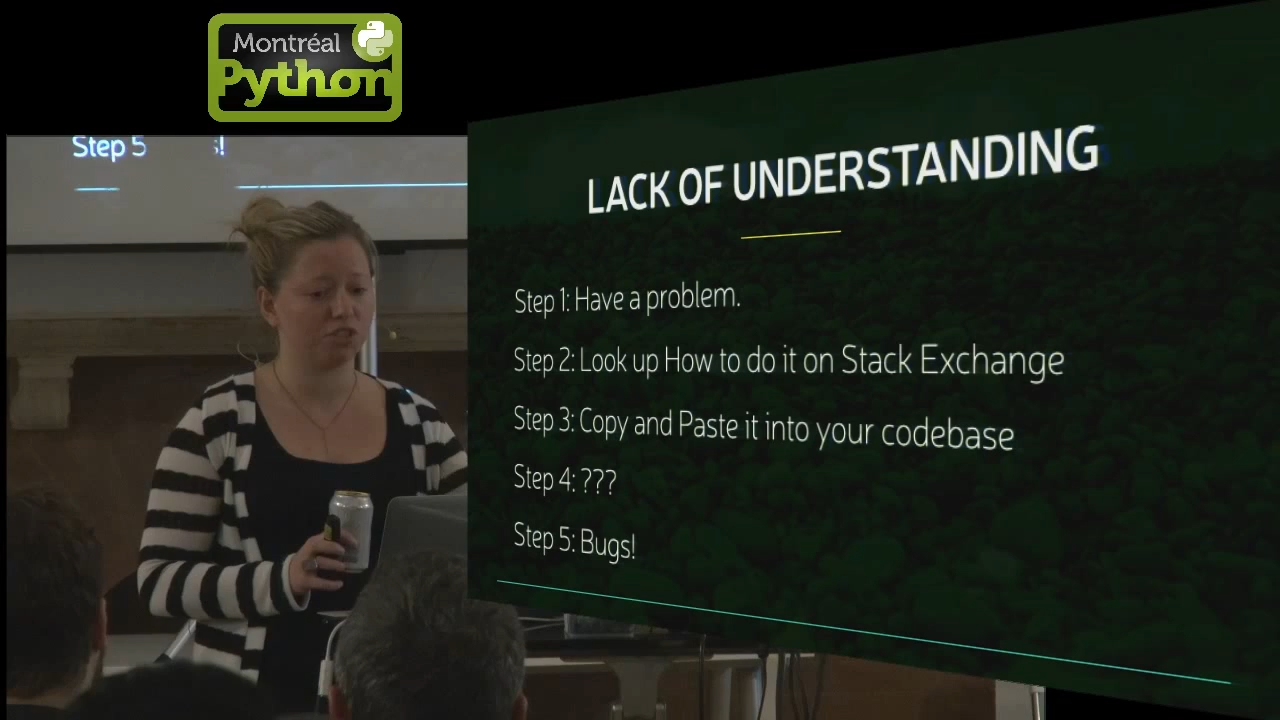 Montréal
Python
Step 5 s!
LACK OF UNDERSTANDING
Step 1: Have a problem.
Step 2: Look up How to do it on Stack Exchange
Step 3: Copy and Paste it into your codebase
Step 4: ???
Step 5: Bugs!